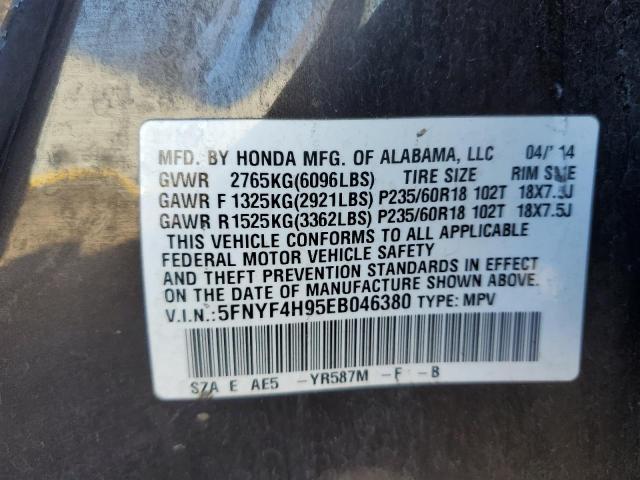 MFD. BY HONDA MFG. OF ALABAMA, LLC 04/'14
GVWR 2765KG(6096LBS) TIRE SIZE RIM SIZE
GAWR F 1325KG(2921LBS) P235/60R18 102T 18X7.5J
GAWR R 1525KG(3362LBS) P235/60R18 102T 18X7.5J
THIS VEHICLE CONFORMS TO ALL APPLICABLE
FEDERAL MOTOR VEHICLE SAFETY
AND THEFT PREVENTION STANDARDS IN EFFECT
ON THE DATE OF MANUFACTURE SHOWN ABOVE.
V.I.N.: 5FNYF4H95EB046380 TYPE: MPV
SZA E AE5 -YR587M -F -B